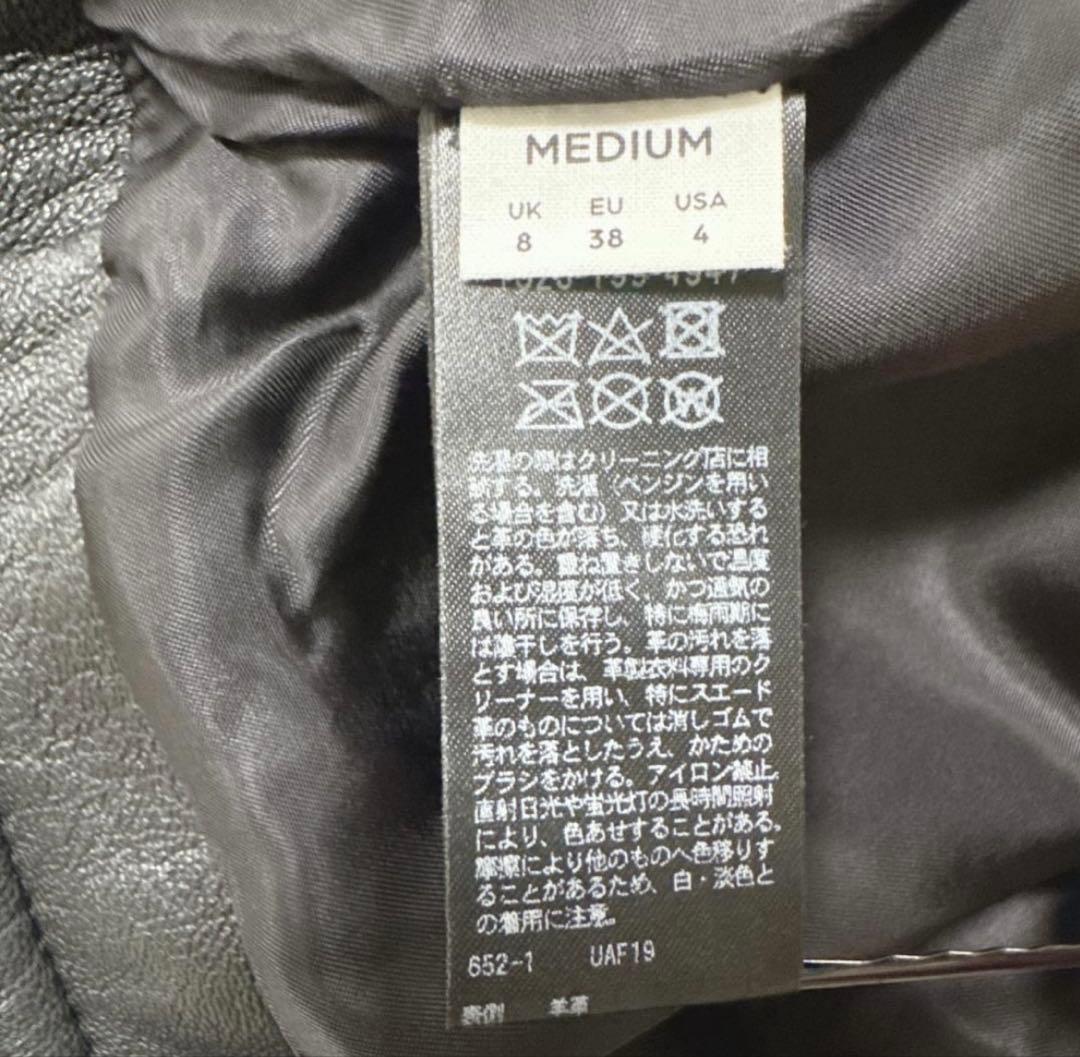 MEDIUM
UK EU USA
8 38 4
洗濯の際はクリーニング店に相
談する。洗濯（ベンジンを用い
る場合を含む）又は水洗いする
と革の色が落ち、硬化する恐れ
がある。重ね置きしないで温度
および湿度が低く、かつ通気の
良い所に保存し、特に梅雨期に
は陰干しを行う。革の汚れを落
とす場合は、革製衣料専用のク
リーナーを用い、特にスエード
革のものについては消しゴムで
汚れを落としたうえ、かための
ブラシをかける。アイロン禁止。
直射日光や蛍光灯の長時間照射
により、色あせすることがある。
摩擦により他のものへ色移りす
ることがあるため、白・淡色と
の着用に注意。
652-1 UAF19
表側 羊革